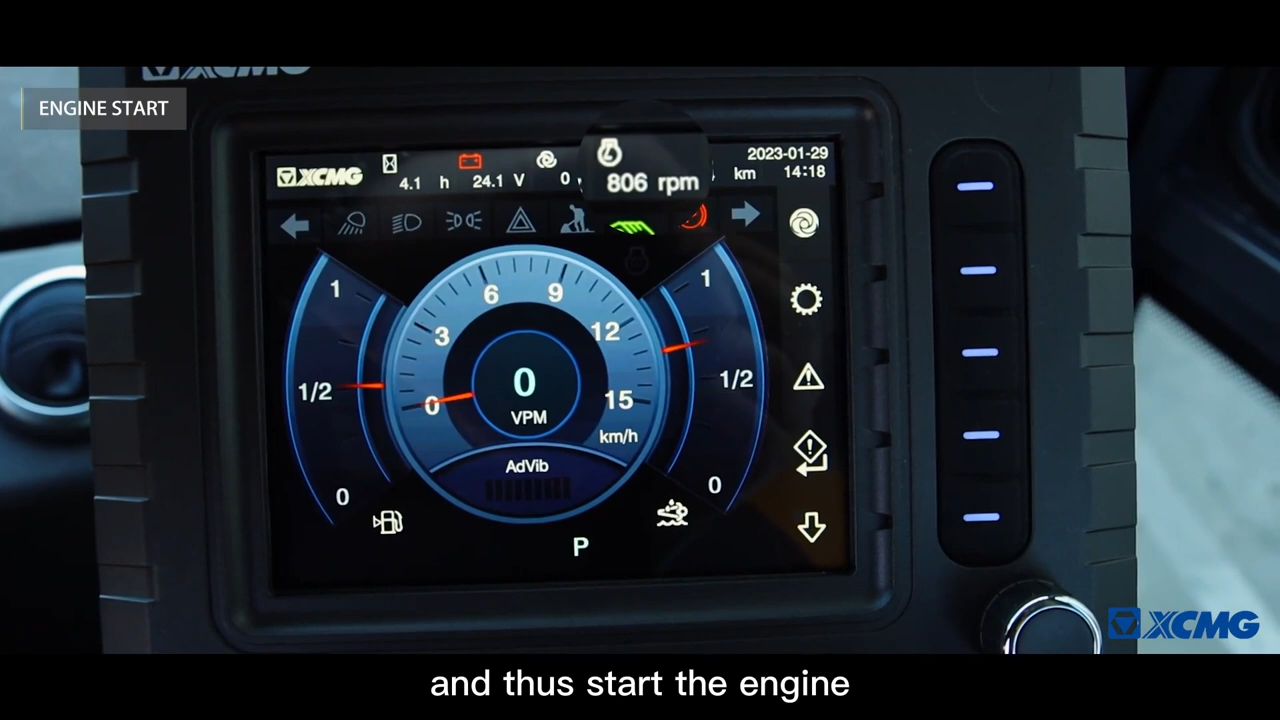 XCMG
ENGINE START
XCMG
4.1 h
24.1 V
0
806 rpm
km
2023-01-29
14:18
1
1/2
0
0
3
6
9
12
15
km/h
0
VPM
AdVib
1
1/2
0
P
XCMG
and thus start the engine